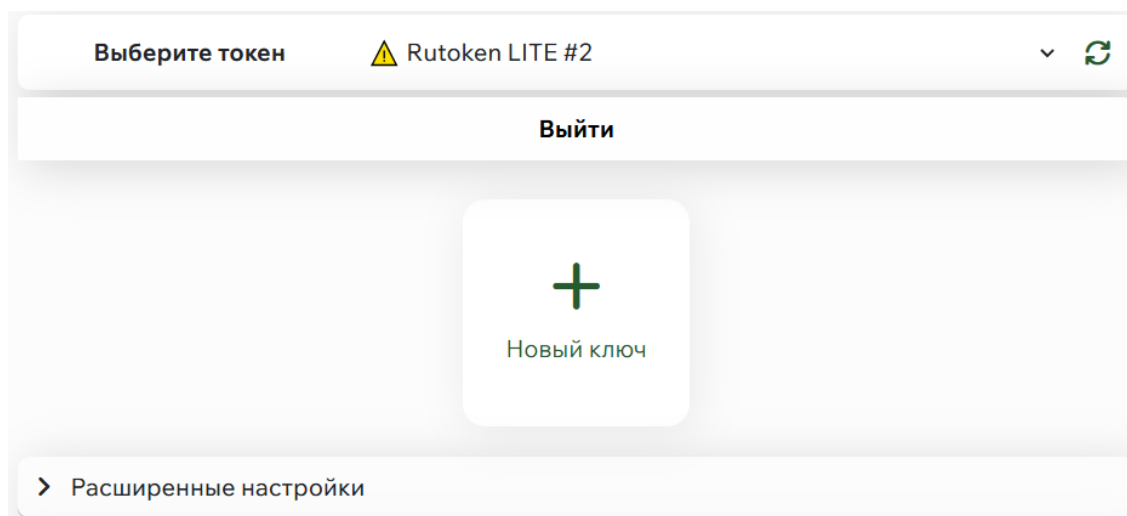 Выберите токен Rutoken LITE #2
Выйти
Новый ключ
Расширенные настройки